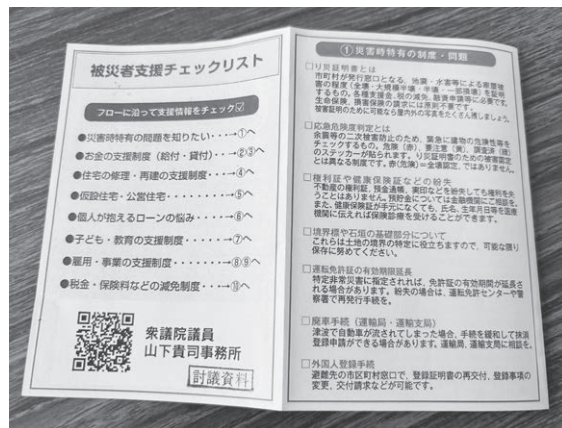 被災者支援チェックリスト
フローに沿って支援情報をチェック☑
●災害時特有の問題を知りたい・・→①へ
●お金の支援制度(給付・貸付)・・→②③へ
●住宅の修理・再建の支援制度・・・→④へ
●仮設住宅・公営住宅・・・・・・→⑤へ
●個人が抱えるローンの悩み・・・・→⑥へ
●子ども・教育の支援制度・・・・・→⑦へ
●雇用・事業の支援制度・・・・・→⑧⑨へ
●税金・保険料などの減免制度・・・→⑩へ
衆議院議員
山下貴司事務所
討議資料
①災害時特有の制度・問題
□り災証明書とは
市町村が発行窓口となる、地震・水害等による家屋被
害の程度(全壊・大規模半壊・半壊・一部損壊)を証明
するもの。各種支援金、税の減免、融資申請等に必要です。
生命保険、損害保険の請求には原則不要です。
被害証明のために可能なら屋内外の写真をたくさん残しましょう。
□応急危険度判定とは
余震等の二次被害防止のため、緊急に建物の危険性等を
チェックするもの。危険(赤)、要注意(黄)、調査済(緑)
のステッカーが貼られます。り災証明書のための被害認定
とは異なる制度です。赤(危険)=全壊認定、ではありません。
□権利証や健康保険証などの紛失
不動産の権利証、預金通帳、実印などを紛失しても権利を失
うことはありません。預貯金については金融機関にご相談を。
また、健康保険証が手元になくても、氏名、生年月日等を医療
機関に伝えれば保険診療を受けることができます。
□境界標や石垣の基礎部分について
これらは土地の境界の特定に役立ちますので、可能な限り
保存に努めてください。
□運転免許証の有効期限延長
特定非常災害に指定されれば、免許証の有効期間が延長さ
れる場合があります。紛失の場合は、運転免許センターや警
察署で再発行手続を。
□廃車手続(運輸局・運輸支局)
津波で自動車が流されてしまった場合、手続を緩和して抹消
登録申請ができる場合があります。運輸局、運輸支局に相談を。
□外国人登録手続
避難先の市区町村窓口で、登録証明書の再交付、登録事項の
変更、交付請求などが可能です。